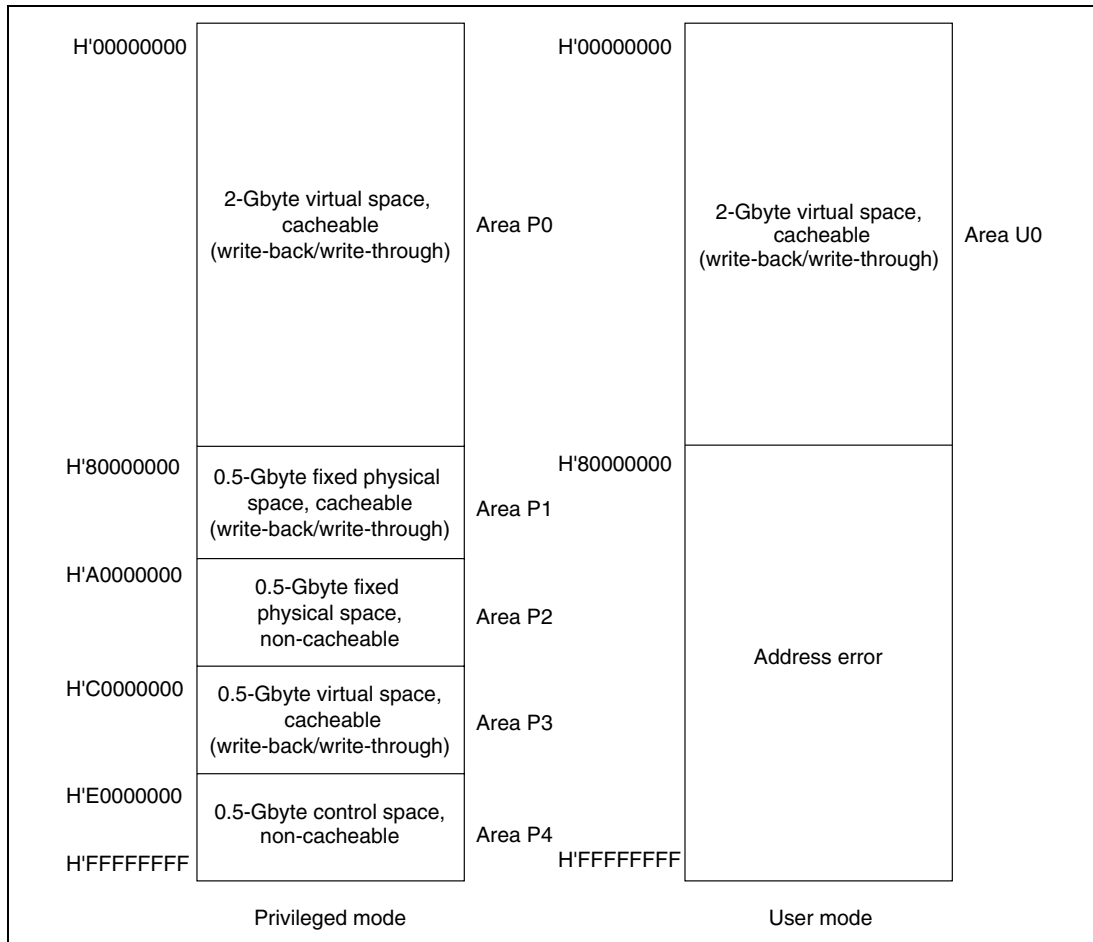 H'00000000
2-Gbyte virtual space,
cacheable
(write-back/write-through)
Area P0
H'80000000
0.5-Gbyte fixed physical
space, cacheable
(write-back/write-through)
Area P1
H'A0000000
0.5-Gbyte fixed
physical space,
non-cacheable
Area P2
H'C0000000
0.5-Gbyte virtual space,
cacheable
(write-back/write-through)
Area P3
H'E0000000
0.5-Gbyte control space,
non-cacheable
Area P4
H'FFFFFFFF
Privileged mode
H'00000000
2-Gbyte virtual space,
cacheable
(write-back/write-through)
Area U0
H'80000000
Address error
H'FFFFFFFF
User mode